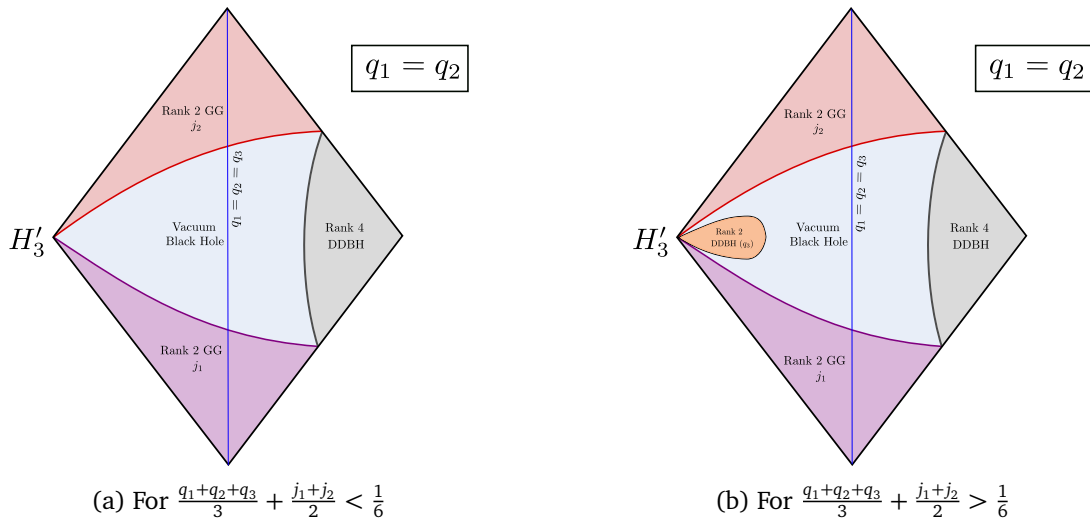 q₁ = q₂
Rank 2 GG
j₂
q₁ = q₂ = q₃
Vacuum
Black Hole
Rank 4
DDBH
H₃′
Rank 2 GG
j₁
(a) For (q₁+q₂+q₃)/3 + (j₁+j₂)/2 < 1/6
q₁ = q₂
Rank 2 GG
j₂
q₁ = q₂ = q₃
Rank 2
DDBH (q₃)
Vacuum
Black Hole
Rank 4
DDBH
H₃′
Rank 2 GG
j₁
(b) For (q₁+q₂+q₃)/3 + (j₁+j₂)/2 > 1/6